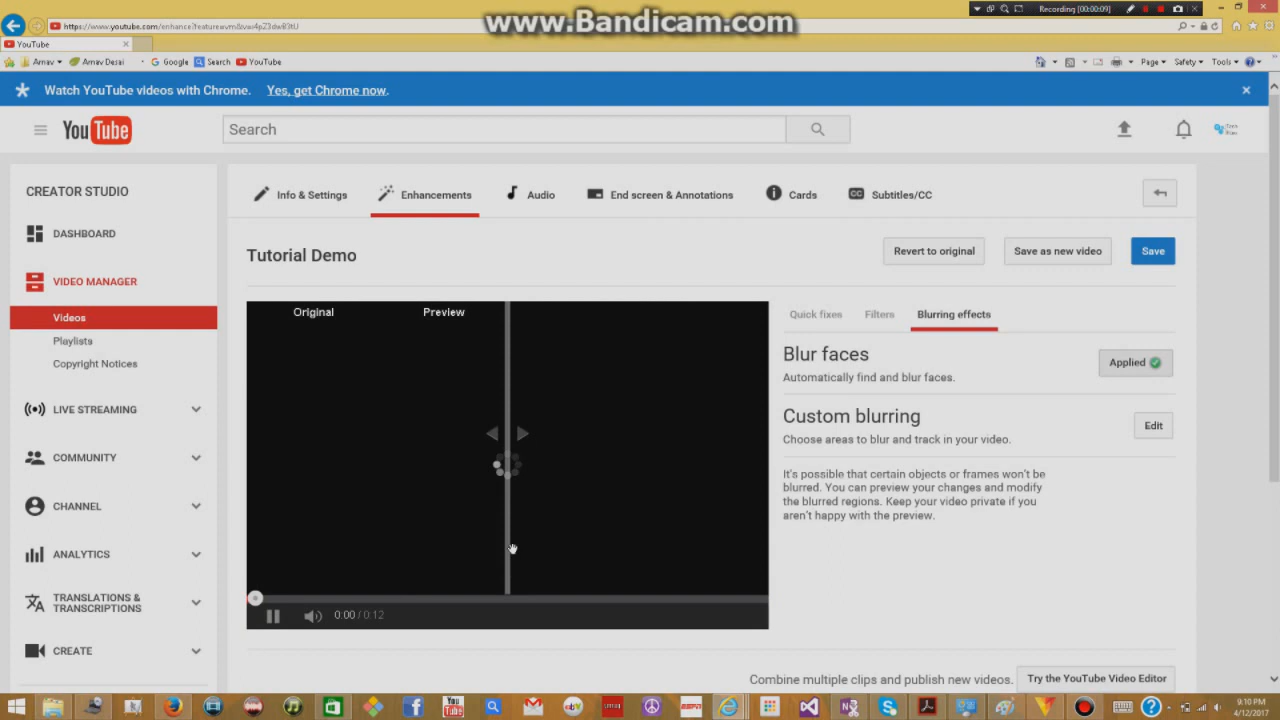 www.Bandicam.com
Recording [00:00:09]
YouTube
Arnav
Arnav Desai
Google
Search
YouTube
Page
Safety
Tools
Watch YouTube videos with Chrome. Yes, get Chrome now.
YouTube
Search
CREATOR STUDIO
DASHBOARD
VIDEO MANAGER
Videos
Playlists
Copyright Notices
LIVE STREAMING
COMMUNITY
CHANNEL
ANALYTICS
TRANSLATIONS &
TRANSCRIPTIONS
CREATE
Info & Settings
Enhancements
Audio
End screen & Annotations
Cards
CC Subtitles/CC
Tutorial Demo
Revert to original
Save as new video
Save
Original
Preview
0:00 / 0:12
Quick fixes
Filters
Blurring effects
Blur faces
Automatically find and blur faces.
Applied
Custom blurring
Choose areas to blur and track in your video.
Edit
It's possible that certain objects or frames won't be
blurred. You can preview your changes and modify
the blurred regions. Keep your video private if you
aren't happy with the preview.
Combine multiple clips and publish new videos.
Try the YouTube Video Editor
9:10 PM
4/12/2017